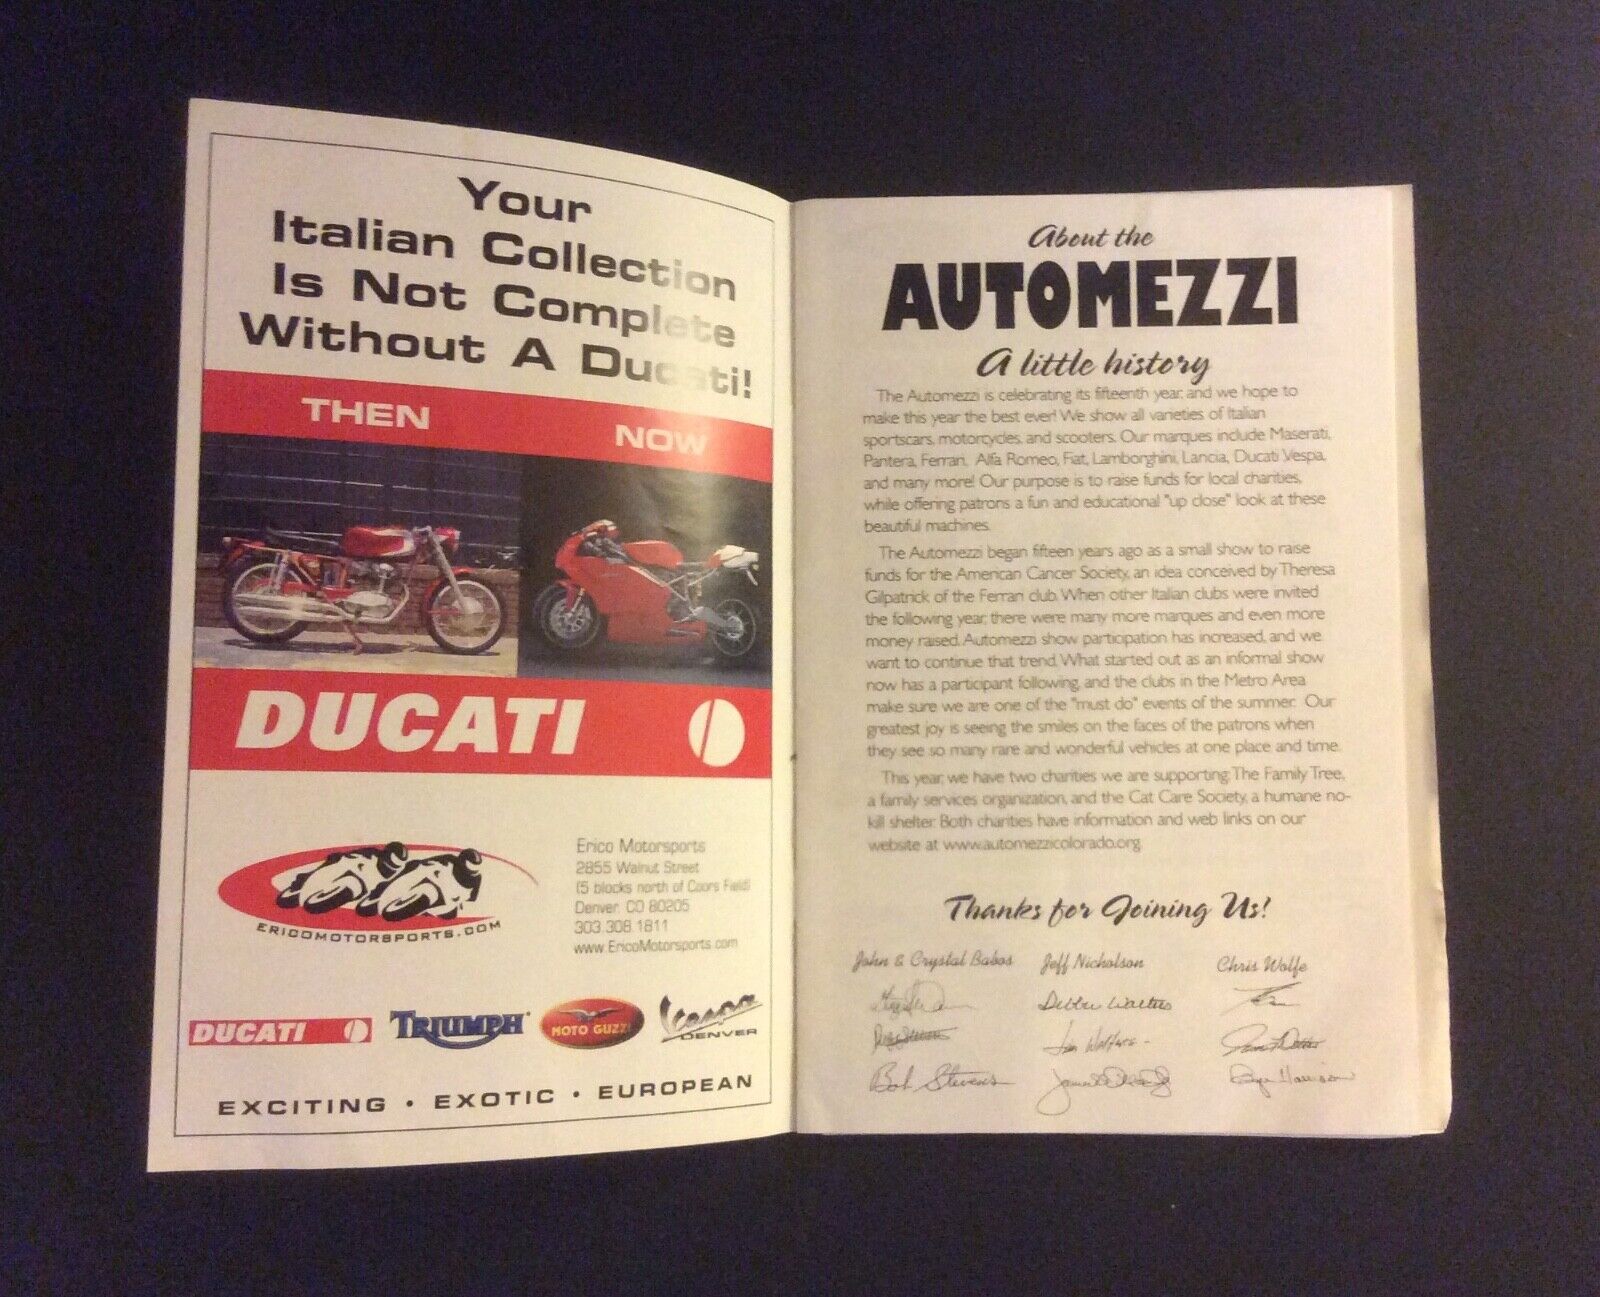 Your
Italian Collection
Is Not Complete
Without A Ducati!
THEN NOW
DUCATI
ERICOMOTORSPORTS.COM
Erico Motorsports
2855 Walnut Street
(5 blocks north of Coors Field)
Denver, CO 80205
303.308.1811
www.EricoMotorsports.com
DUCATI
TRIUMPH
MOTO GUZZI
Vespa
DENVER
EXCITING • EXOTIC • EUROPEAN
About the
AUTOMEZZI
A little history
The Automezzi is celebrating its fifteenth year, and we hope to
make this year the best ever! We show all varieties of Italian
sportscars, motorcycles, and scooters. Our marques include Maserati,
Pantera, Ferrari, Alfa Romeo, Fiat, Lamborghini, Lancia, Ducati, Vespa,
and many more! Our purpose is to raise funds for local charities,
while offering patrons a fun and educational "up close" look at these
beautiful machines.
The Automezzi began fifteen years ago as a small show to raise
funds for the American Cancer Society, an idea conceived by Theresa
Gilpatrick of the Ferrari club. When other Italian clubs were invited
the following year, there were many more marques and even more
money raised. Automezzi show participation has increased, and we
want to continue that trend. What started out as an informal show
now has a participant following, and the clubs in the Metro Area
make sure we are one of the "must do" events of the summer. Our
greatest joy is seeing the smiles on the faces of the patrons when
they see so many rare and wonderful vehicles at one place and time.
This year, we have two charities we are supporting: The Family Tree,
a family services organization, and the Cat Care Society, a humane no-
kill shelter. Both charities have information and web links on our
website at www.automezzicolorado.org.
Thanks for Joining Us!
John & Crystal Babos Jeff Nicholson Chris Wolfe
Debbie Walters
Jim
Bob Stevens Harrison